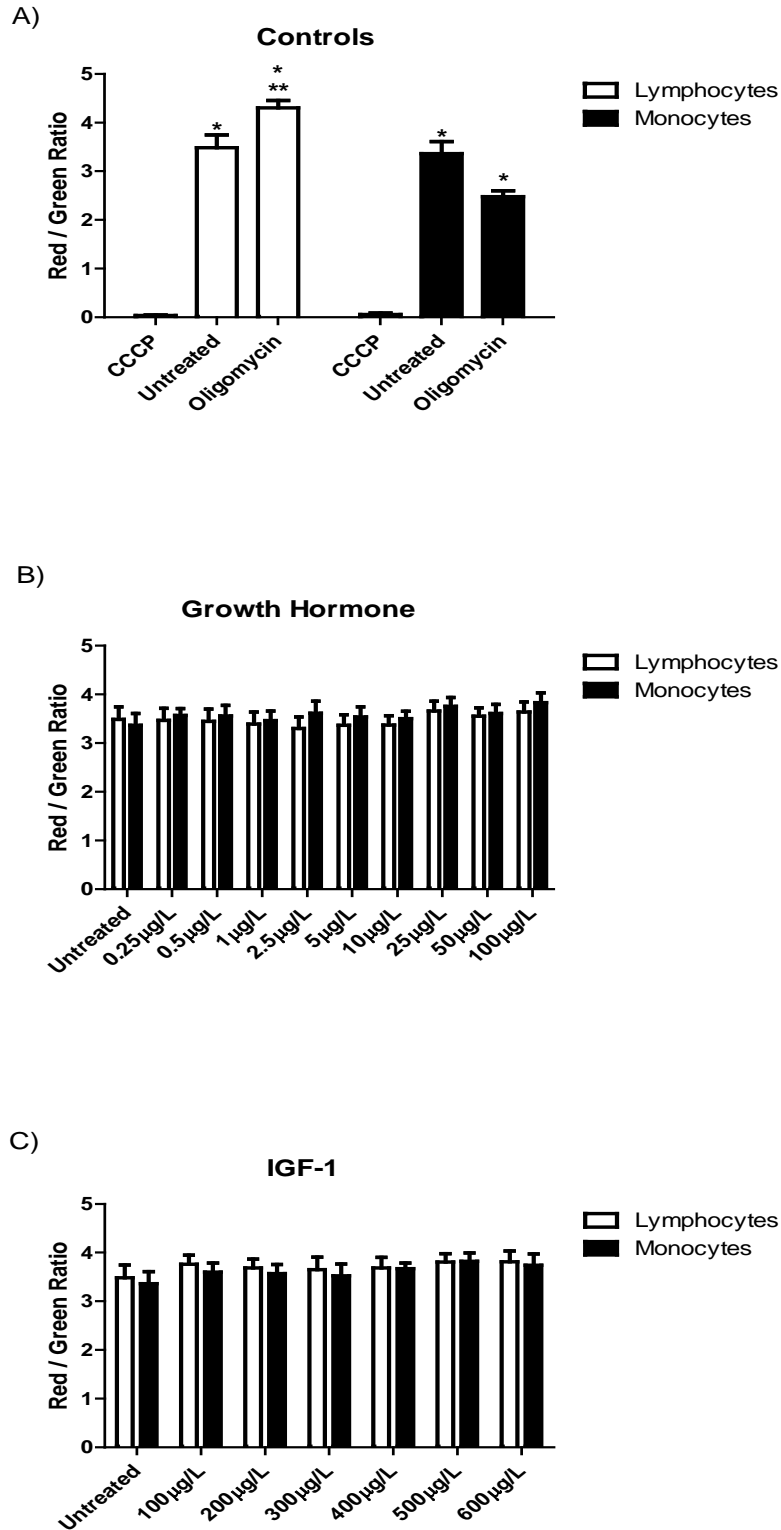 A)
Controls
Red / Green Ratio
5
4
3
2
1
0
*
*
**
*
*
CCCP
Untreated
Oligomycin
CCCP
Untreated
Oligomycin
Lymphocytes
Monocytes
B)
Growth Hormone
Red / Green Ratio
5
4
3
2
1
0
Untreated
0.25µg/L
0.5µg/L
1µg/L
2.5µg/L
5µg/L
10µg/L
25µg/L
50µg/L
100µg/L
Lymphocytes
Monocytes
C)
IGF-1
Red / Green Ratio
5
4
3
2
1
0
Untreated
100µg/L
200µg/L
300µg/L
400µg/L
500µg/L
600µg/L
Lymphocytes
Monocytes